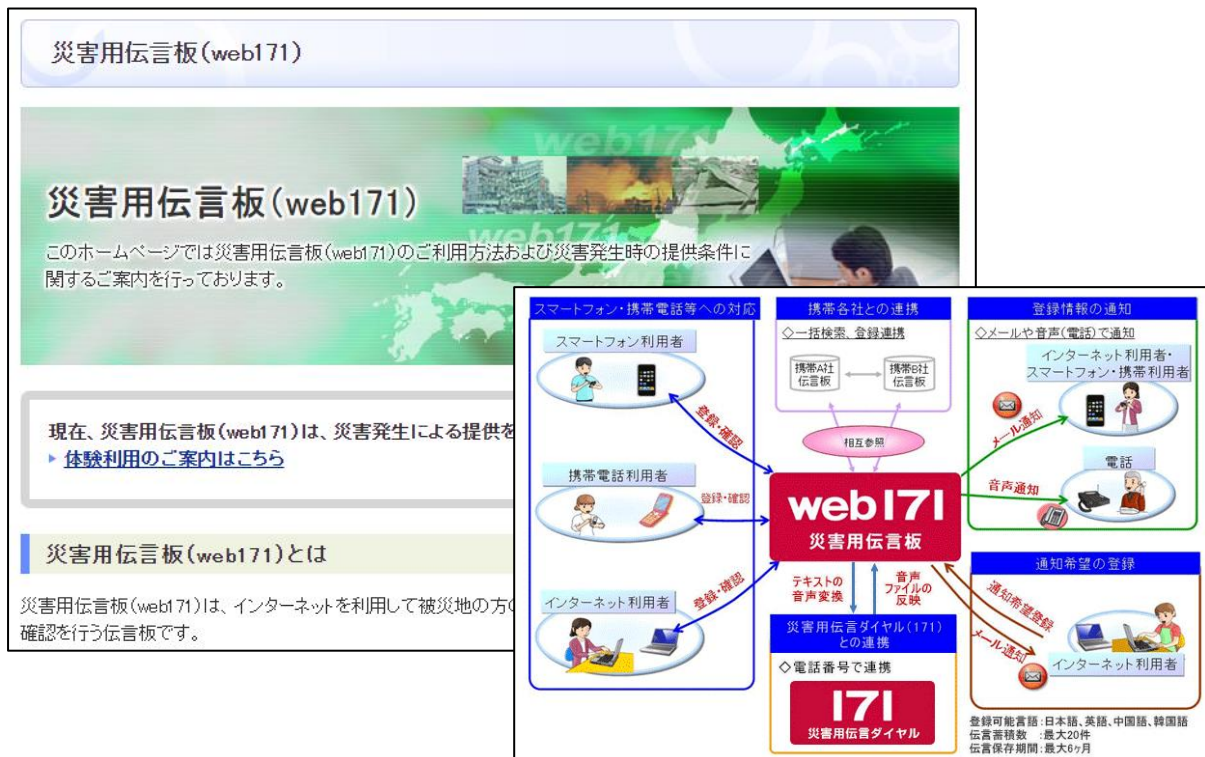 災害用伝言板(web171)
web171
web171
災害用伝言板(web171)
このホームページでは災害用伝言板(web171)のご利用方法および災害発生時の提供条件に
関するご案内を行っております。
現在、災害用伝言板(web171)は、災害発生による提供を
体験利用のご案内はこちら
災害用伝言板(web171)とは
災害用伝言板(web171)は、インターネットを利用して被災地の方の
確認を行う伝言板です。
スマートフォン・携帯電話等への対応
スマートフォン利用者
登録・確認
携帯電話利用者
登録・確認
インターネット利用者
登録・確認
携帯各社との連携
◇一括検索、登録連携
携帯A社
伝言板
携帯B社
伝言板
相互参照
web171
災害用伝言板
テキストの
音声変換
音声
ファイルの
反映
災害用伝言ダイヤル(171)
との連携
◇電話番号で連携
171
災害用伝言ダイヤル
登録情報の通知
◇メールや音声(電話)で通知
インターネット利用者・
スマートフォン・携帯利用者
メール通知
電話
音声通知
通知希望の登録
通知希望登録
メール通知
インターネット利用者
登録可能言語:日本語、英語、中国語、韓国語
伝言蓄積数 :最大20件
伝言保存期間:最大6ヶ月